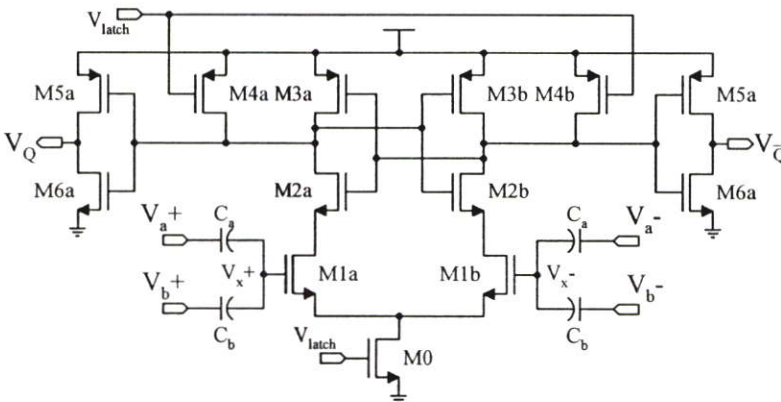 V_latch
M5a
M4a
M3a
M3b
M4b
M5a
V_Q
V_Q̅
M6a
M2a
M2b
M6a
V_a+
C_a
C_a
V_a-
V_x+
M1a
M1b
V_x-
V_b+
V_b-
C_b
C_b
V_latch
M0